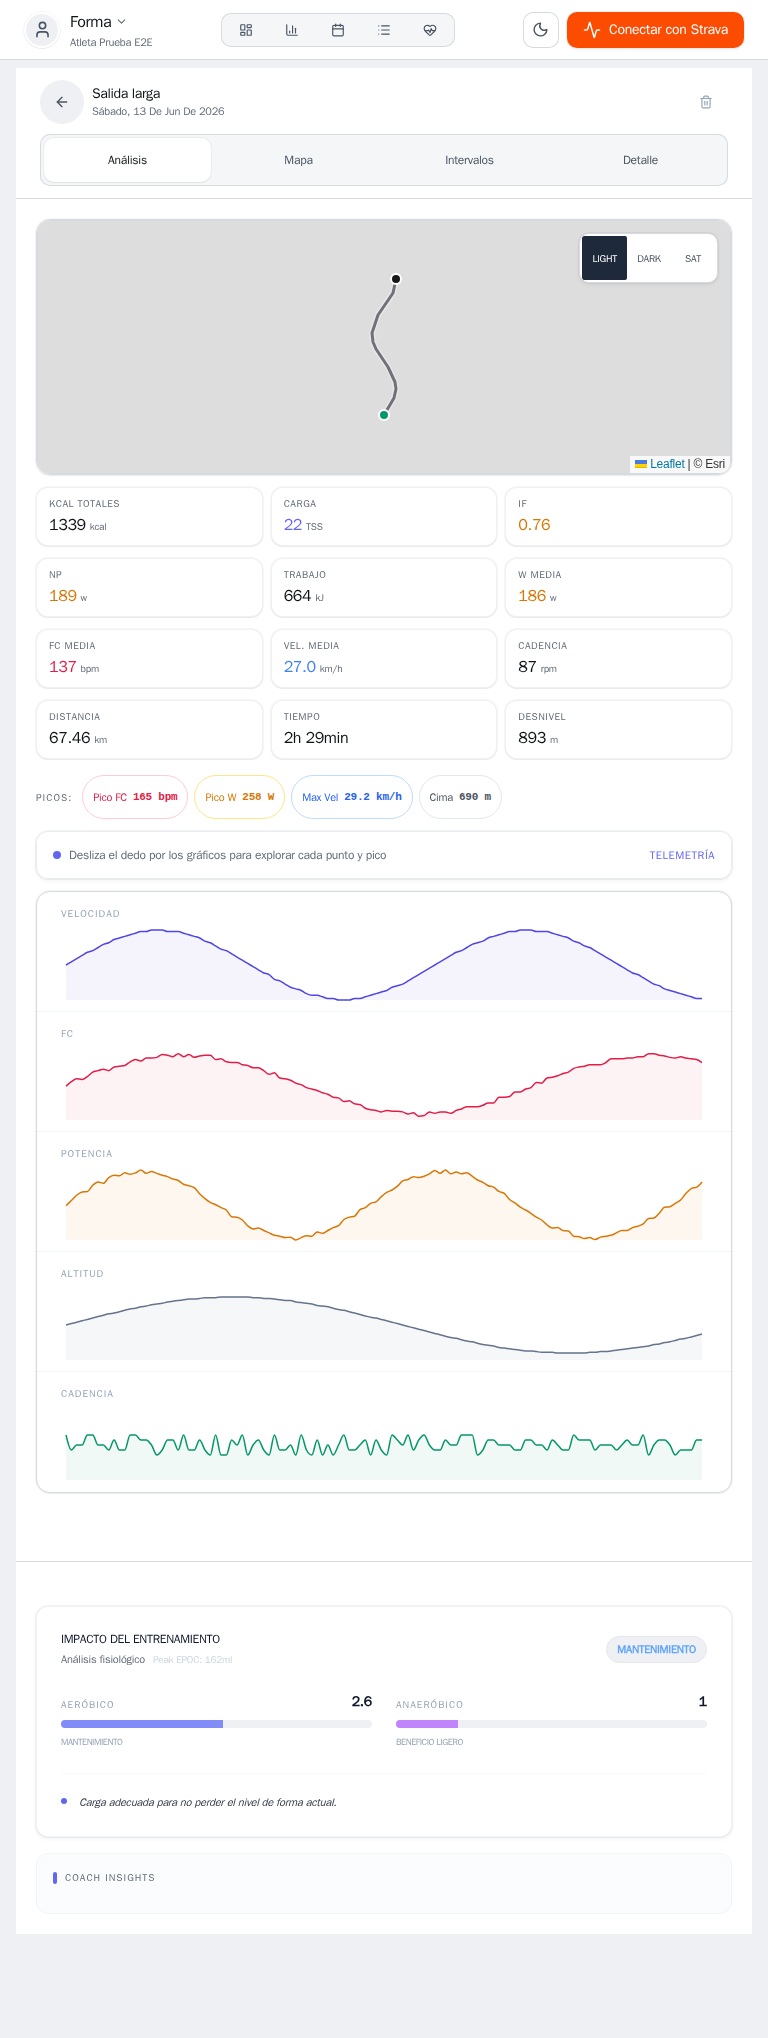 Forma
Atleta Prueba E2E
Conectar con Strava
Salida larga
Sábado, 13 De Jun De 2026
Análisis
Mapa
Intervalos
Detalle
LIGHT
DARK
SAT
Leaflet | © Esri
KCAL TOTALES
1339 kcal
CARGA
22 TSS
IF
0.76
NP
189 w
TRABAJO
664 kJ
W MEDIA
186 w
FC MEDIA
137 bpm
VEL. MEDIA
27.0 km/h
CADENCIA
87 rpm
DISTANCIA
67.46 km
TIEMPO
2h 29min
DESNIVEL
893 m
PICOS:
Pico FC 165 bpm
Pico W 258 W
Max Vel 29.2 km/h
Cima 690 m
Desliza el dedo por los gráficos para explorar cada punto y pico
TELEMETRÍA
VELOCIDAD
FC
POTENCIA
ALTITUD
CADENCIA
IMPACTO DEL ENTRENAMIENTO
Análisis fisiológico Peak EPOC: 162ml
MANTENIMIENTO
AERÓBICO 2.6
MANTENIMIENTO
ANAERÓBICO 1
BENEFICIO LIGERO
Carga adecuada para no perder el nivel de forma actual.
COACH INSIGHTS